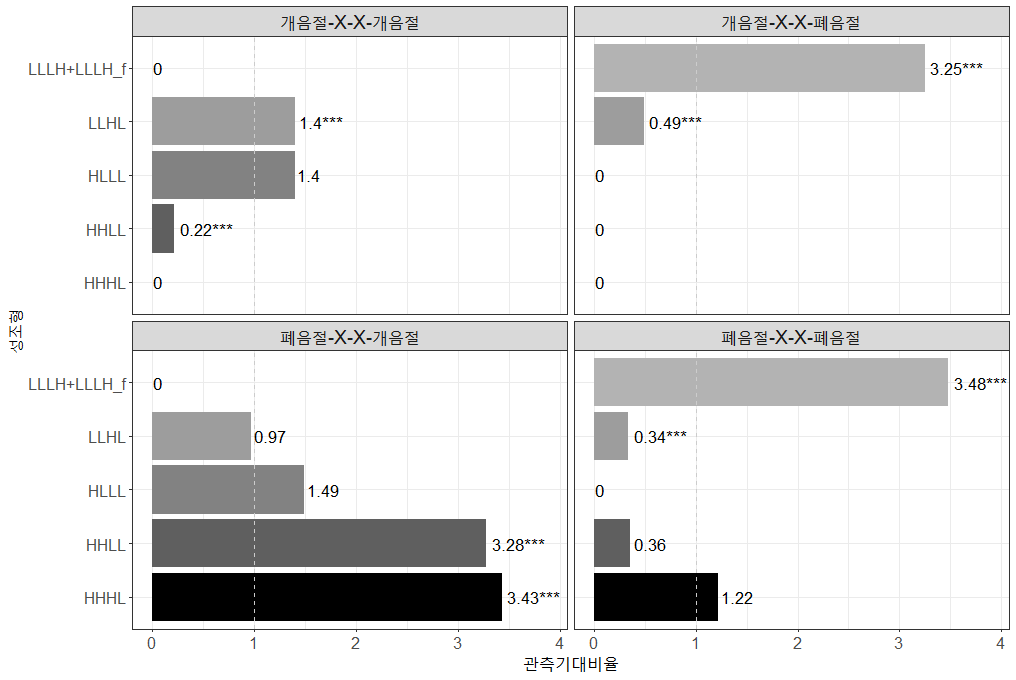 개음절-X-X-개음절
개음절-X-X-폐음절
LLLH+LLLH_f
0
3.25***
LLHL
1.4***
0.49***
HLLL
1.4
0
HHLL
0.22***
0
HHHL
0
0
성조형
폐음절-X-X-개음절
폐음절-X-X-폐음절
LLLH+LLLH_f
0
3.48***
LLHL
0.97
0.34***
HLLL
1.49
0
HHLL
3.28***
0.36
HHHL
3.43***
1.22
0 1 2 3 4
0 1 2 3 4
관측기대비율